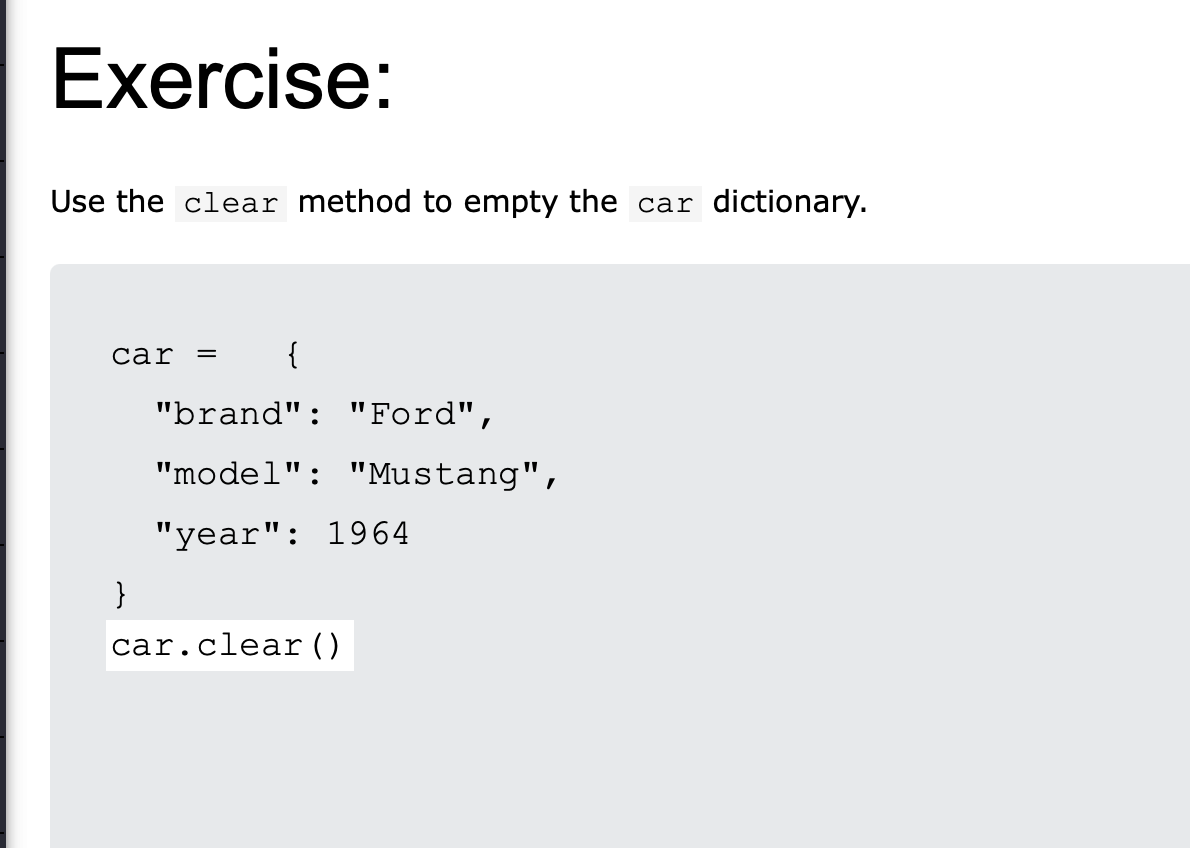 Exercise:
Use the clear method to empty the car dictionary.
car =   {
  "brand": "Ford",
  "model": "Mustang",
  "year": 1964
}
car.clear()